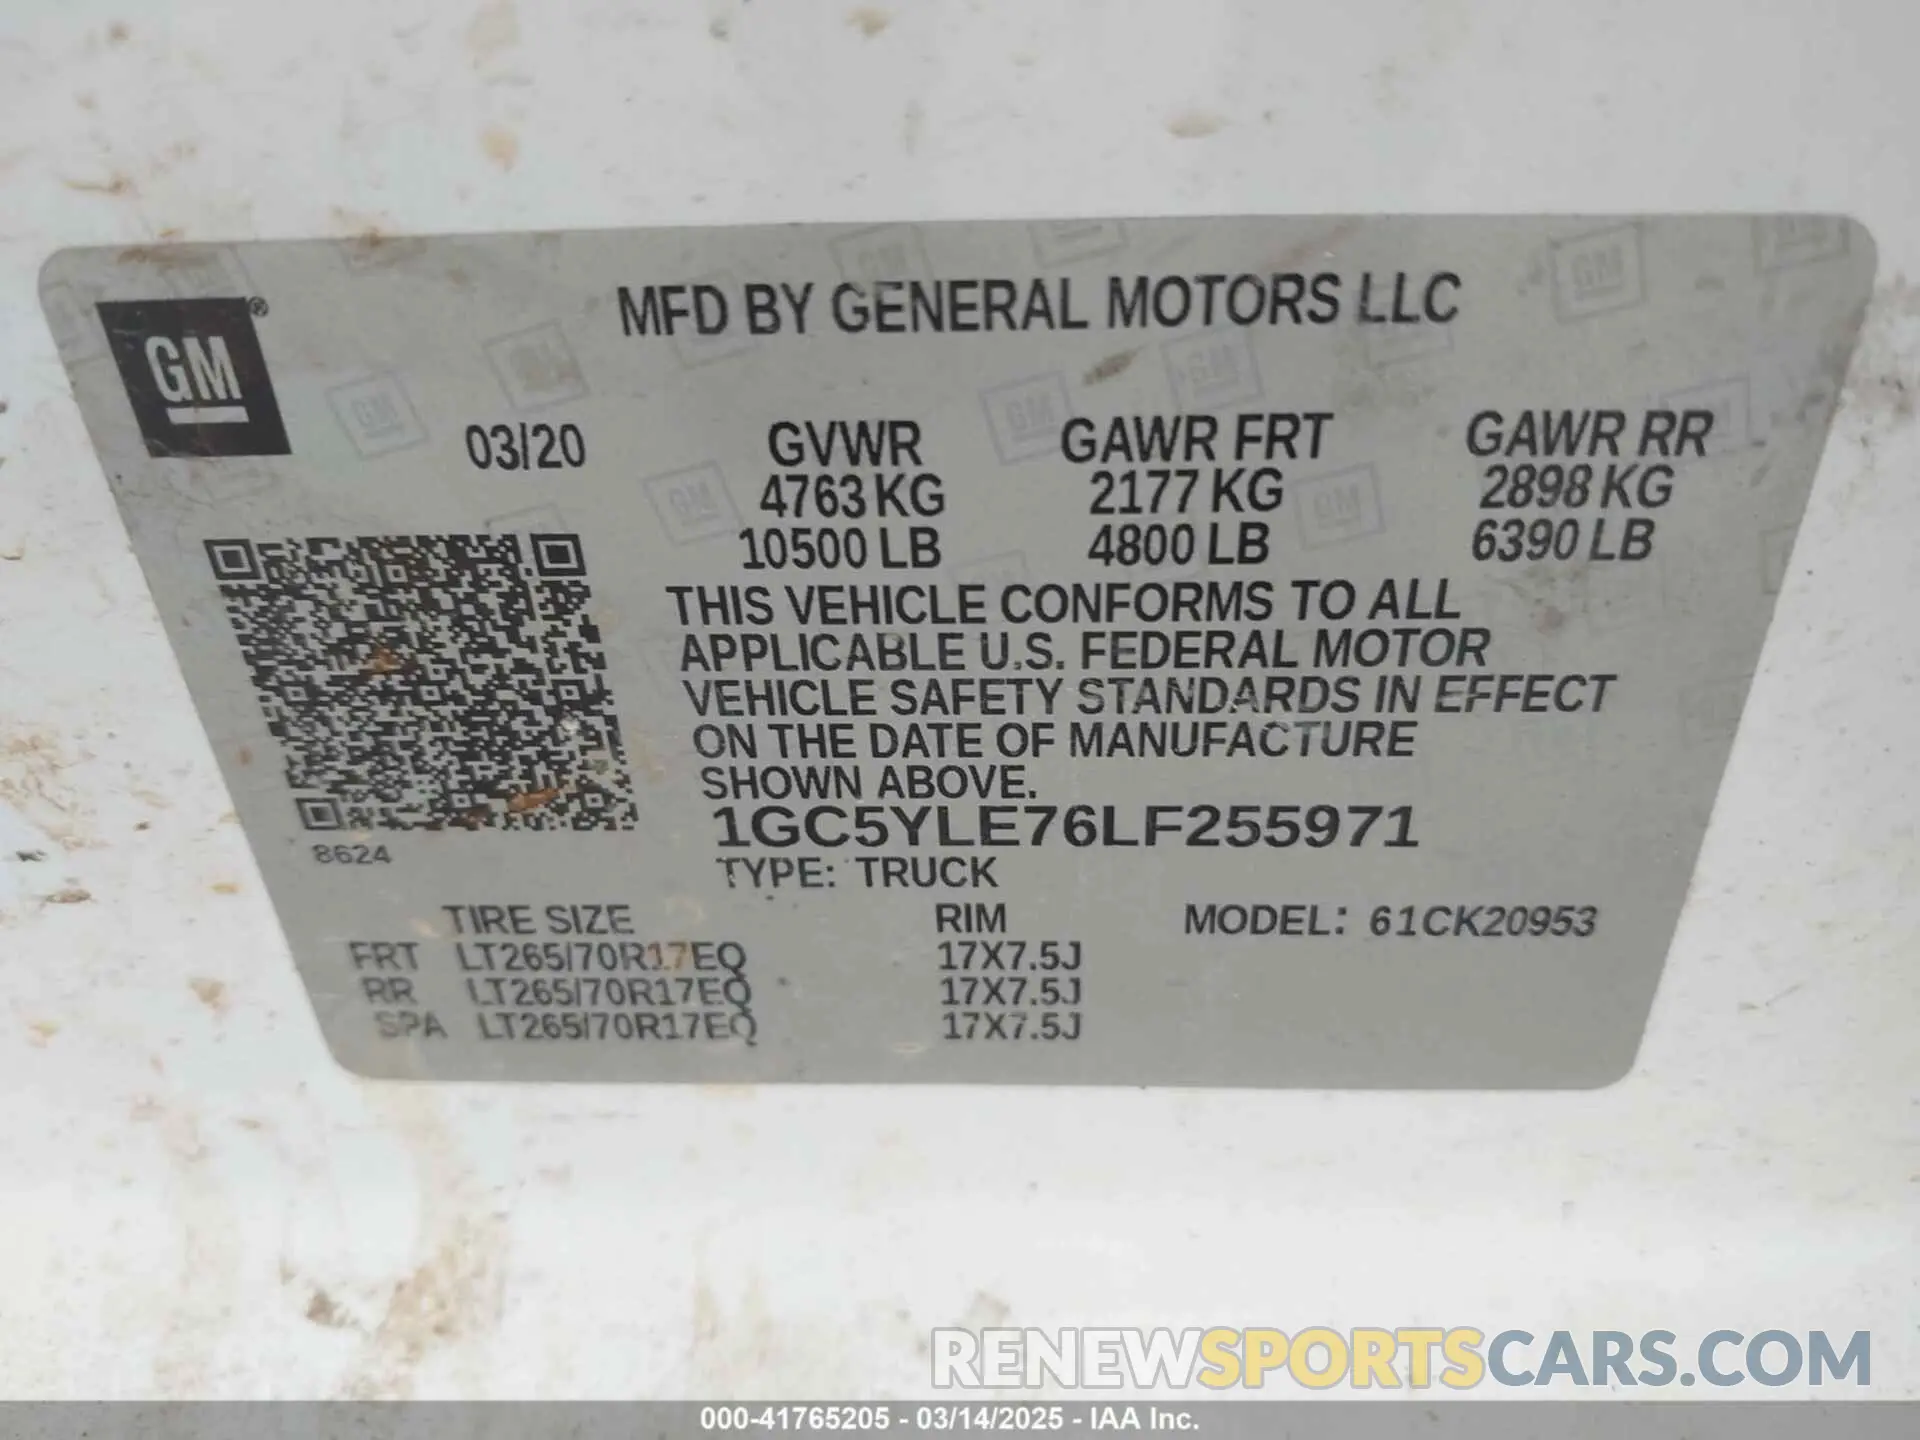 MFD BY GENERAL MOTORS LLC
GM ®
03/20 GVWR GAWR FRT GAWR RR
4763 KG 2177 KG 2898 KG
10500 LB 4800 LB 6390 LB
THIS VEHICLE CONFORMS TO ALL
APPLICABLE U.S. FEDERAL MOTOR
VEHICLE SAFETY STANDARDS IN EFFECT
ON THE DATE OF MANUFACTURE
SHOWN ABOVE.
1GC5YLE76LF255971
8624
TYPE: TRUCK
TIRE SIZE RIM MODEL: 61CK20953
FRT LT265/70R17EQ 17X7.5J
RR LT265/70R17EQ 17X7.5J
SPA LT265/70R17EQ 17X7.5J
RENEWSPORTSCARS.COM
000-41765205 - 03/14/2025 - IAA Inc.